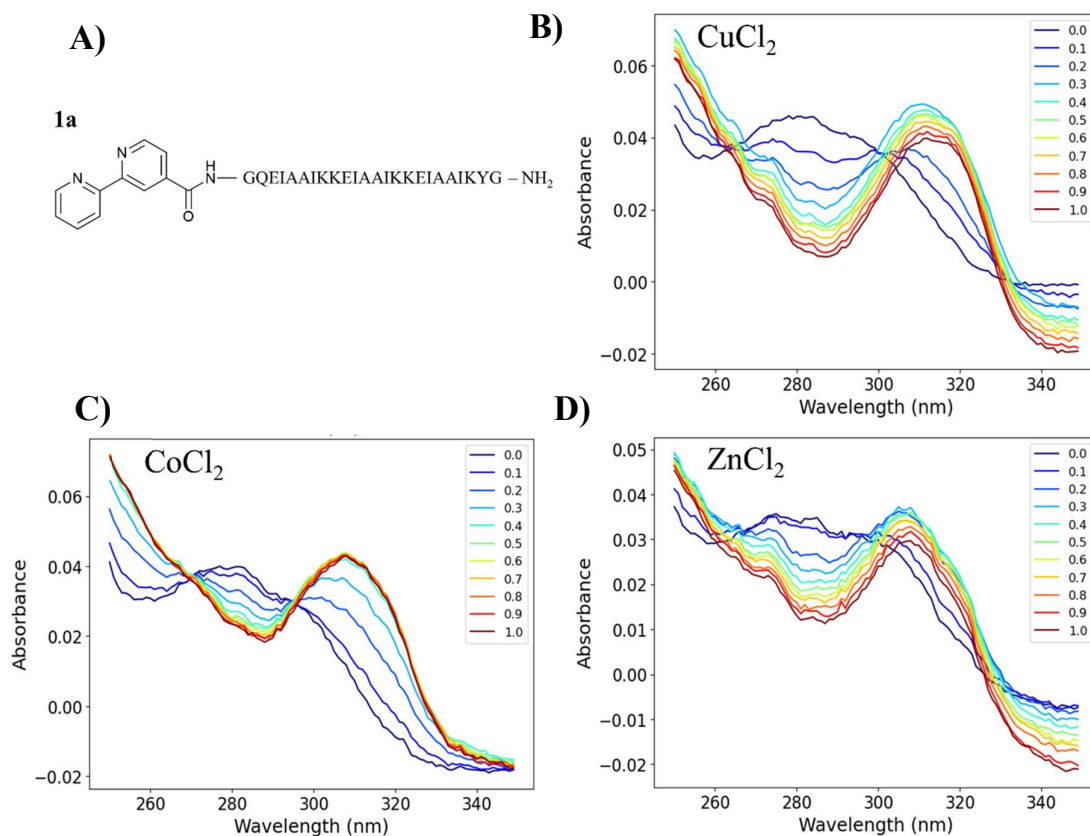 A)
1a
N
N
H
N
O
GQEIAAIKKEIAAIKKEIAAIKYG – NH2
B)
CuCl2
0.0
0.1
0.2
0.3
0.4
0.5
0.6
0.7
0.8
0.9
1.0
0.06
0.04
0.02
0.00
−0.02
Absorbance
260 280 300 320 340
Wavelength (nm)
C)
CoCl2
0.0
0.1
0.2
0.3
0.4
0.5
0.6
0.7
0.8
0.9
1.0
0.06
0.04
0.02
0.00
−0.02
Absorbance
260 280 300 320 340
Wavelength (nm)
D)
ZnCl2
0.0
0.1
0.2
0.3
0.4
0.5
0.6
0.7
0.8
0.9
1.0
0.05
0.04
0.03
0.02
0.01
0.00
−0.01
−0.02
Absorbance
260 280 300 320 340
Wavelength (nm)